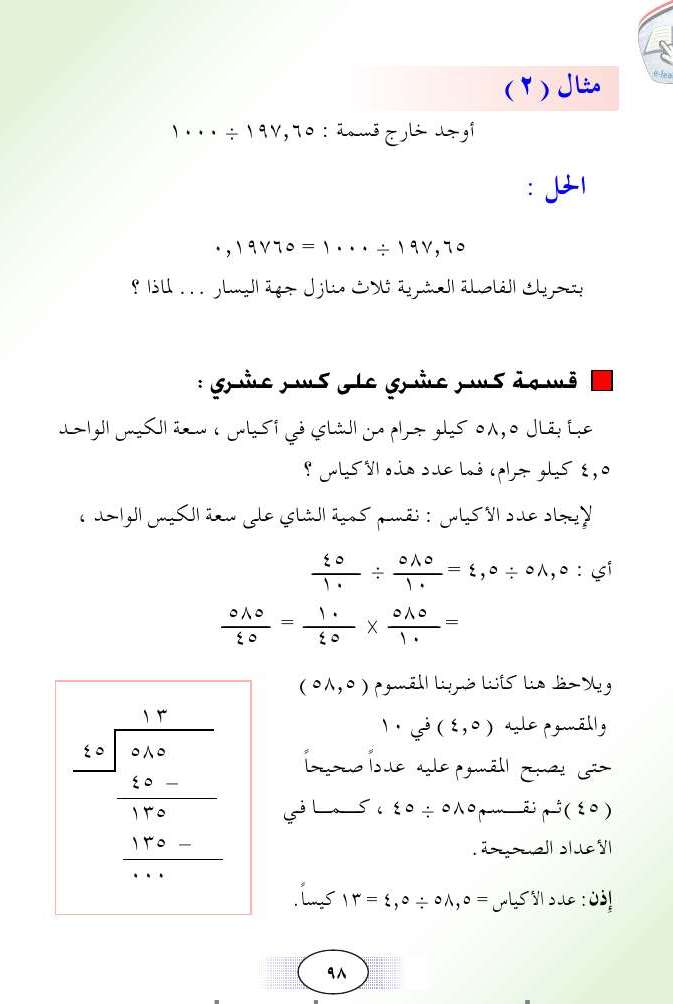 e-lea
مثال ( ٢ )
أوجد خارج قسمة : ١٩٧,٦٥ ÷ ١٠٠٠
الحل :
١٩٧,٦٥ ÷ ١٠٠٠ = ٠,١٩٧٦٥
بتحريك الفاصلة العشرية ثلاث منازل جهة اليسار ... لماذا ؟
قسمة كسر عشري على كسر عشري :
عبأ بقال ٥٨,٥ كيلو جرام من الشاي في أكياس ، سعة الكيس الواحد
٤,٥ كيلو جرام، فما عدد هذه الأكياس ؟
لإيجاد عدد الأكياس : نقسم كمية الشاي على سعة الكيس الواحد ،
أي : ٥٨,٥ ÷ ٤,٥ = ٥٨٥/١٠ ÷ ٤٥/١٠
= ٥٨٥/١٠ × ١٠/٤٥ = ٥٨٥/٤٥
ويلاحظ هنا كأننا ضربنا المقسوم ( ٥٨,٥ )
والمقسوم عليه ( ٤,٥ ) في ١٠
حتى يصبح المقسوم عليه عدداً صحيحاً
( ٤٥ ) ثم نقسم ٥٨٥ ÷ ٤٥ ، كما في
الأعداد الصحيحة .
إذن : عدد الأكياس = ٥٨,٥ ÷ ٤,٥ = ١٣ كيساً .
١٣
٤٥ ٥٨٥
٤٥ −
١٣٥
١٣٥ −
٠٠٠
٩٨